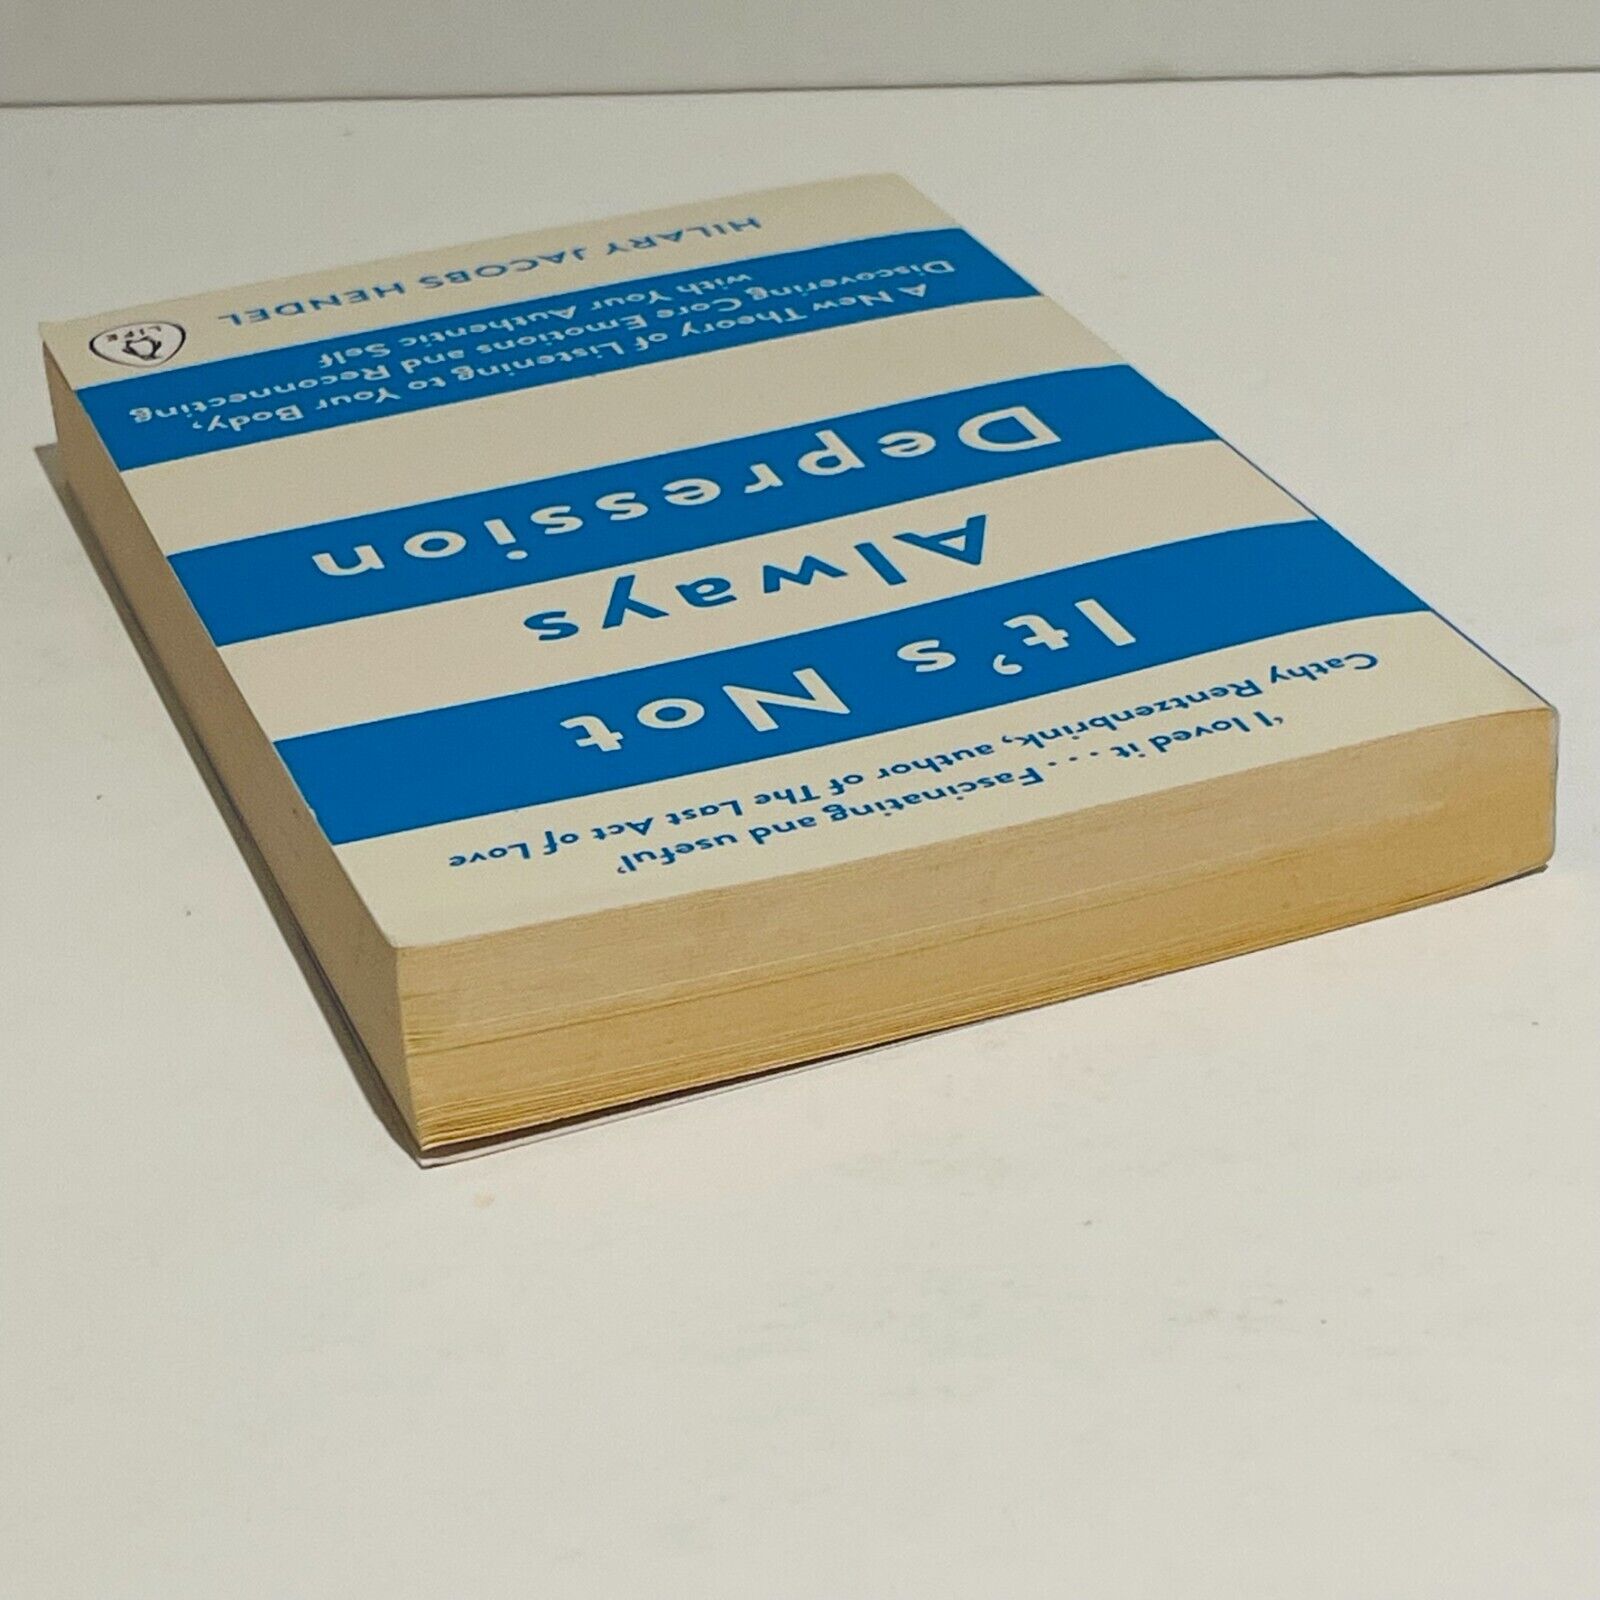 'I loved it . . . Fascinating and useful'
Cathy Rentzenbrink, author of The Last Act of Love
It's Not
Always
Depression
A New Theory of Listening to Your Body,
Discovering Core Emotions and Reconnecting
with Your Authentic Self
HILARY JACOBS HENDEL
LIFE